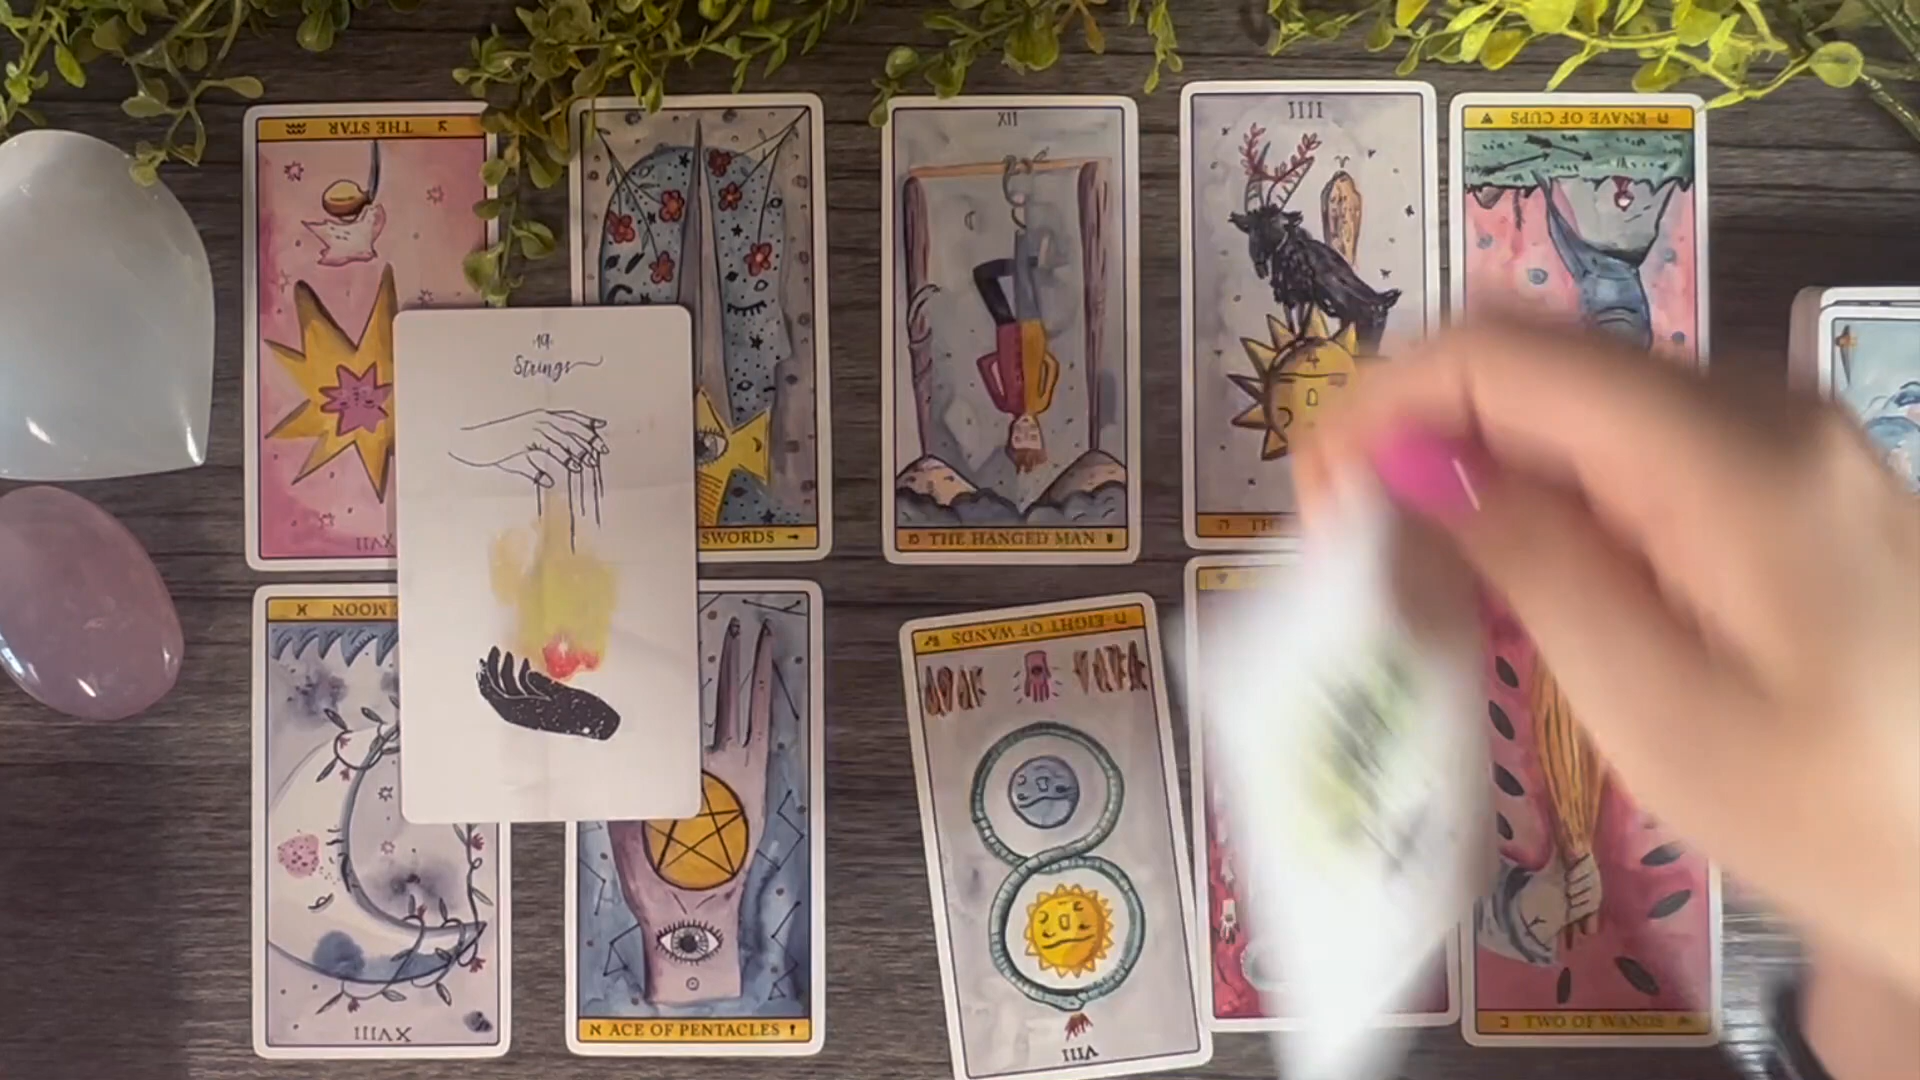 THE STAR
XVII
SWORDS
XII
THE HANGED MAN
IIII
TH
KNAVE OF CUPS
19.
Strings
MOON
XVIII
ACE OF PENTACLES
EIGHT OF WANDS
VIII
TWO OF WANDS